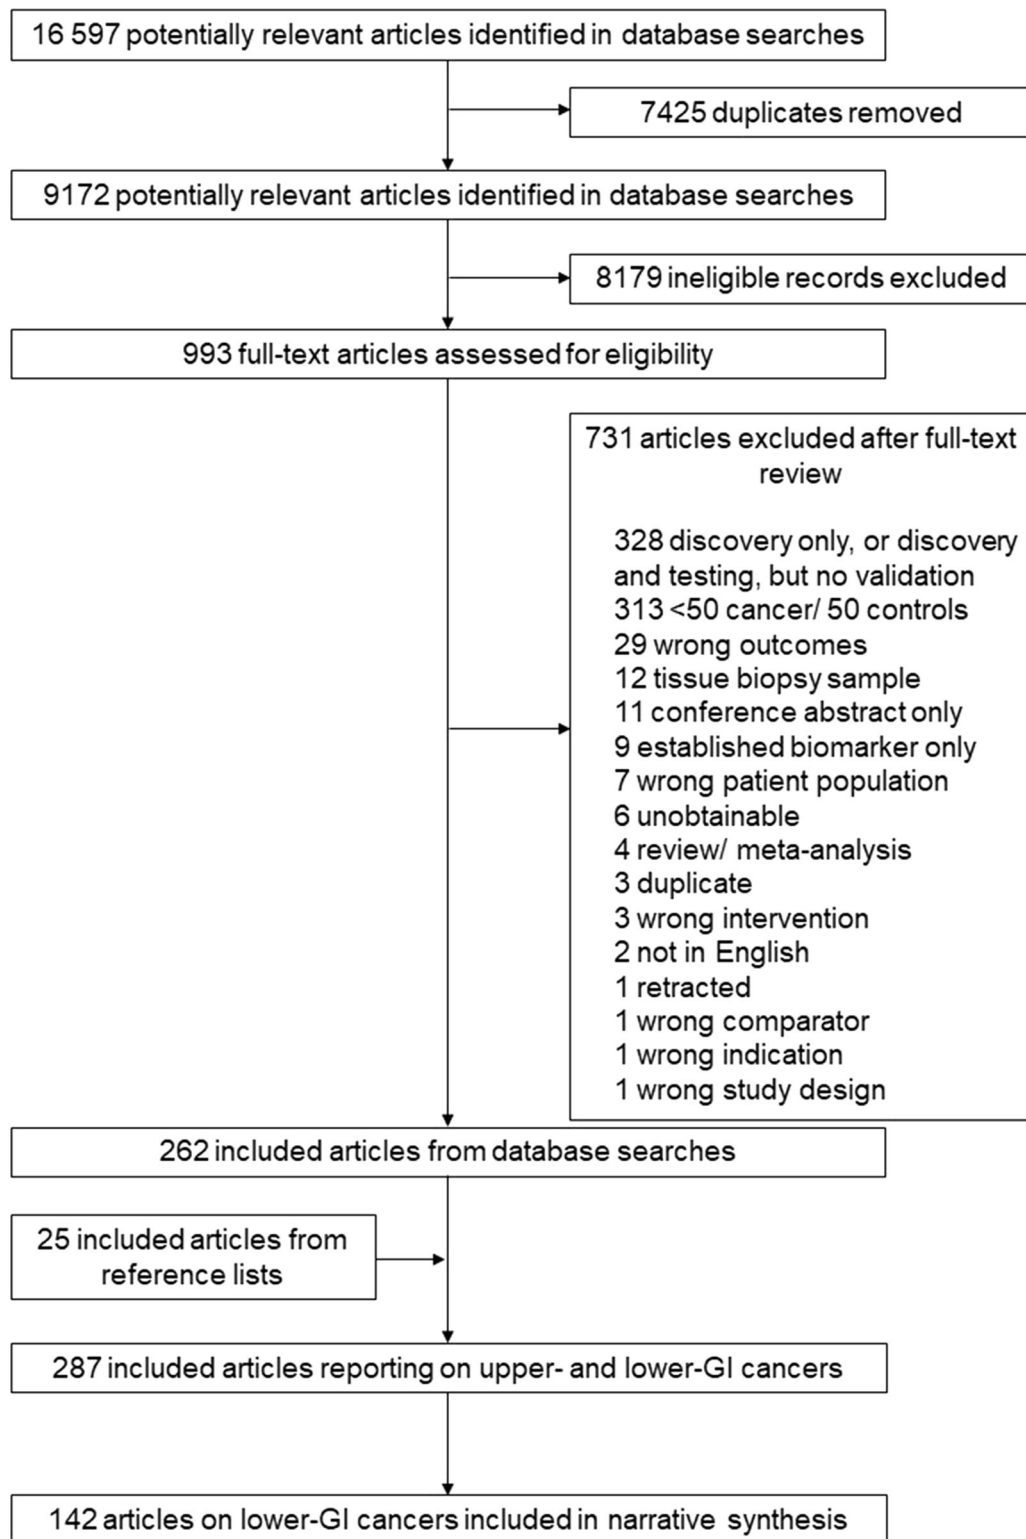 16 597 potentially relevant articles identified in database searches
7425 duplicates removed
9172 potentially relevant articles identified in database searches
8179 ineligible records excluded
993 full-text articles assessed for eligibility
731 articles excluded after full-text
review
328 discovery only, or discovery
and testing, but no validation
313 <50 cancer/ 50 controls
29 wrong outcomes
12 tissue biopsy sample
11 conference abstract only
9 established biomarker only
7 wrong patient population
6 unobtainable
4 review/ meta-analysis
3 duplicate
3 wrong intervention
2 not in English
1 retracted
1 wrong comparator
1 wrong indication
1 wrong study design
262 included articles from database searches
25 included articles from
reference lists
287 included articles reporting on upper- and lower-GI cancers
142 articles on lower-GI cancers included in narrative synthesis